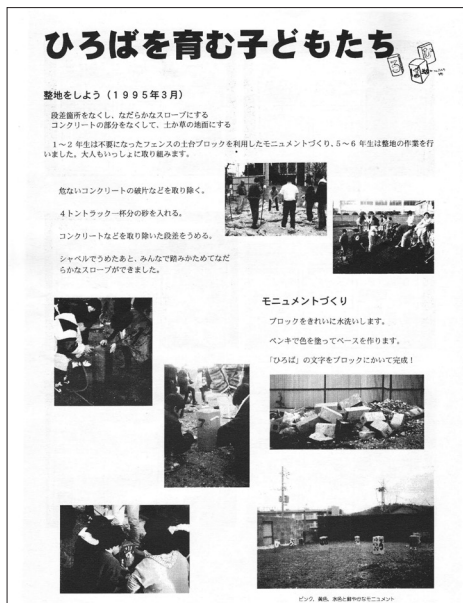 ひろばを育む子どもたち
整地をしよう（１９９５年３月）
段差箇所をなくし、なだらかなスロープにする
コンクリートの部分をなくして、土か草の地面にする
１～２年生は不要になったフェンスの土台ブロックを利用したモニュメントづくり、５～６年生は整地の作業を行
いました。大人もいっしょに取り組みます。
危ないコンクリートの破片などを取り除く。
４トントラック一杯分の砂を入れる。
コンクリートなどを取り除いた段差をうめる。
シャベルでうめたあと、みんなで踏みかためてなだ
らかなスロープができました。
モニュメントづくり
ブロックをきれいに水洗いします。
ペンキで色を塗ってベースを作ります。
「ひろば」の文字をブロックにかいて完成！
ピンク、黄色、水色と鮮やかなモニュメント